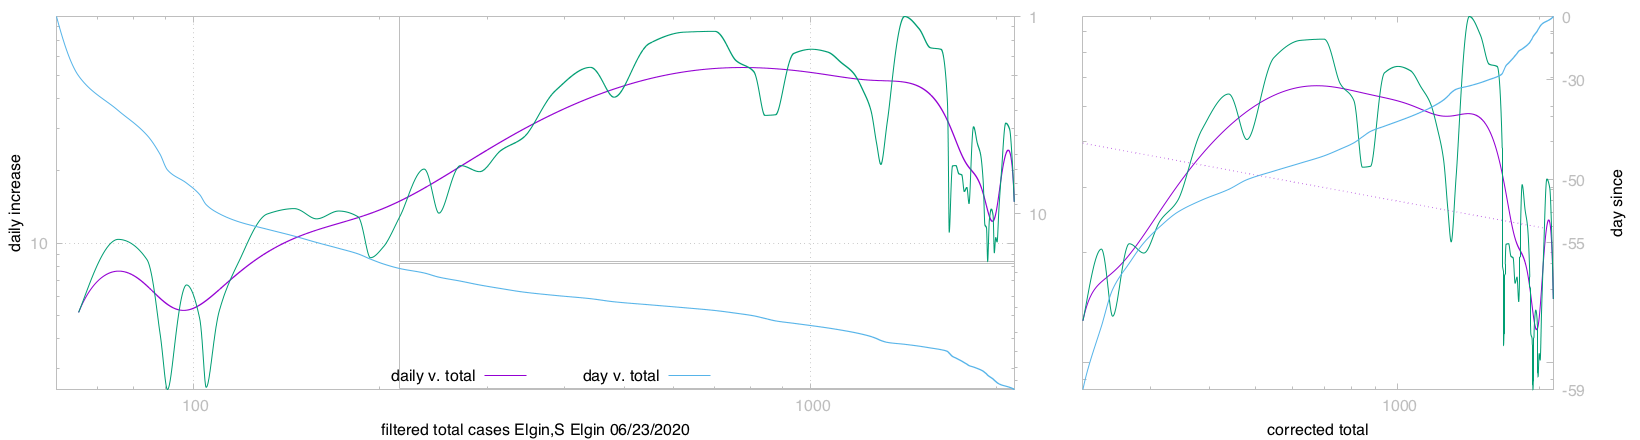 daily increase
10
100
1000
1
10
daily v. total
day v. total
filtered total cases Elgin,S Elgin 06/23/2020
0
-30
-50
-55
-59
day since
1000
corrected total